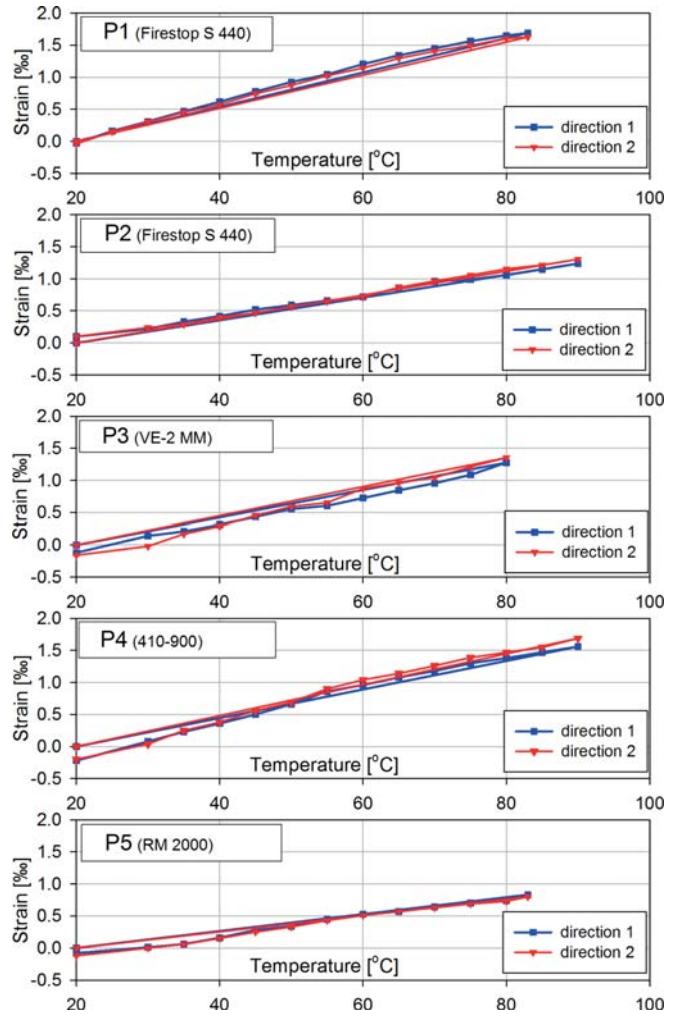 P1 (Firestop S 440)
Strain [‰]
2.0
1.5
1.0
0.5
0.0
-0.5
direction 1
direction 2
Temperature [°C]
20 40 60 80 100
P2 (Firestop S 440)
Strain [‰]
2.0
1.5
1.0
0.5
0.0
-0.5
direction 1
direction 2
Temperature [°C]
20 40 60 80 100
P3 (VE-2 MM)
Strain [‰]
2.0
1.5
1.0
0.5
0.0
-0.5
direction 1
direction 2
Temperature [°C]
20 40 60 80 100
P4 (410-900)
Strain [‰]
2.0
1.5
1.0
0.5
0.0
-0.5
direction 1
direction 2
Temperature [°C]
20 40 60 80 100
P5 (RM 2000)
Strain [‰]
2.0
1.5
1.0
0.5
0.0
-0.5
direction 1
direction 2
Temperature [°C]
20 40 60 80 100